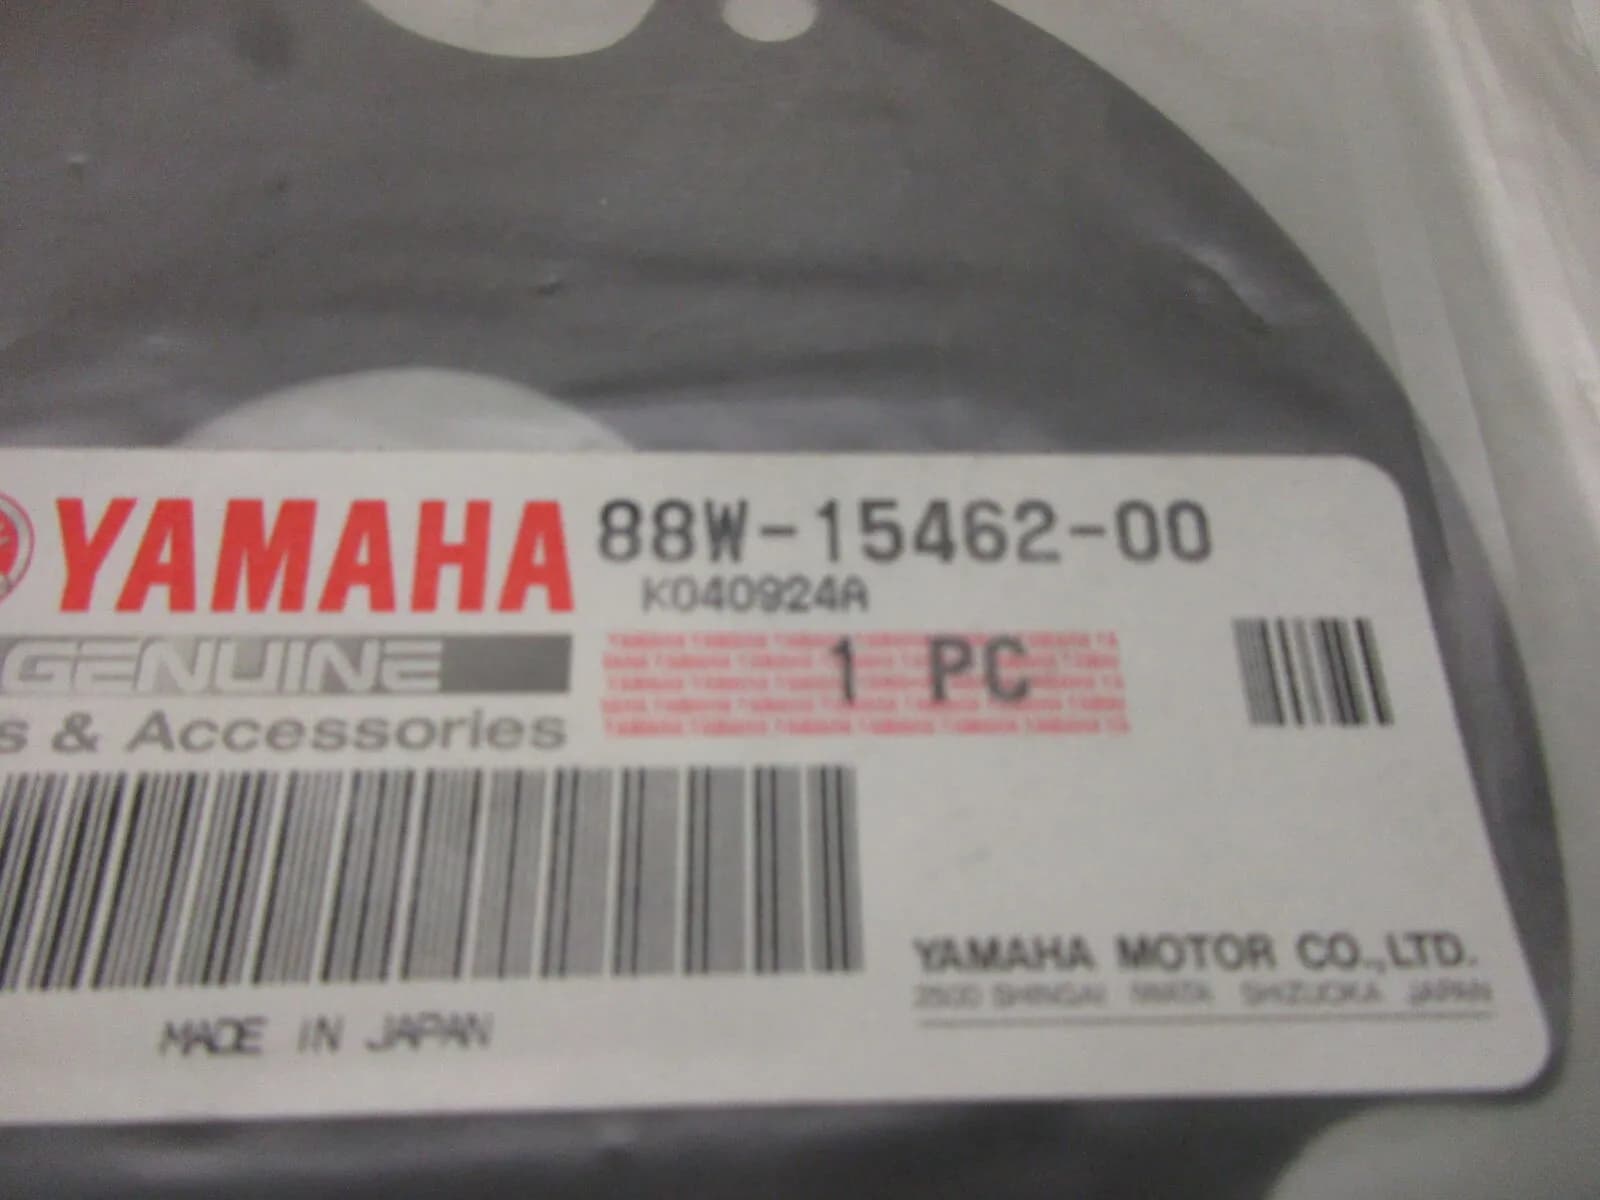 YAMAHA 88W-15462-00
K040924A
GENUINE
1 PC
s & Accessories
MADE IN JAPAN
YAMAHA MOTOR CO.,LTD.
2500 SHINGAI IWATA SHIZUOKA JAPAN